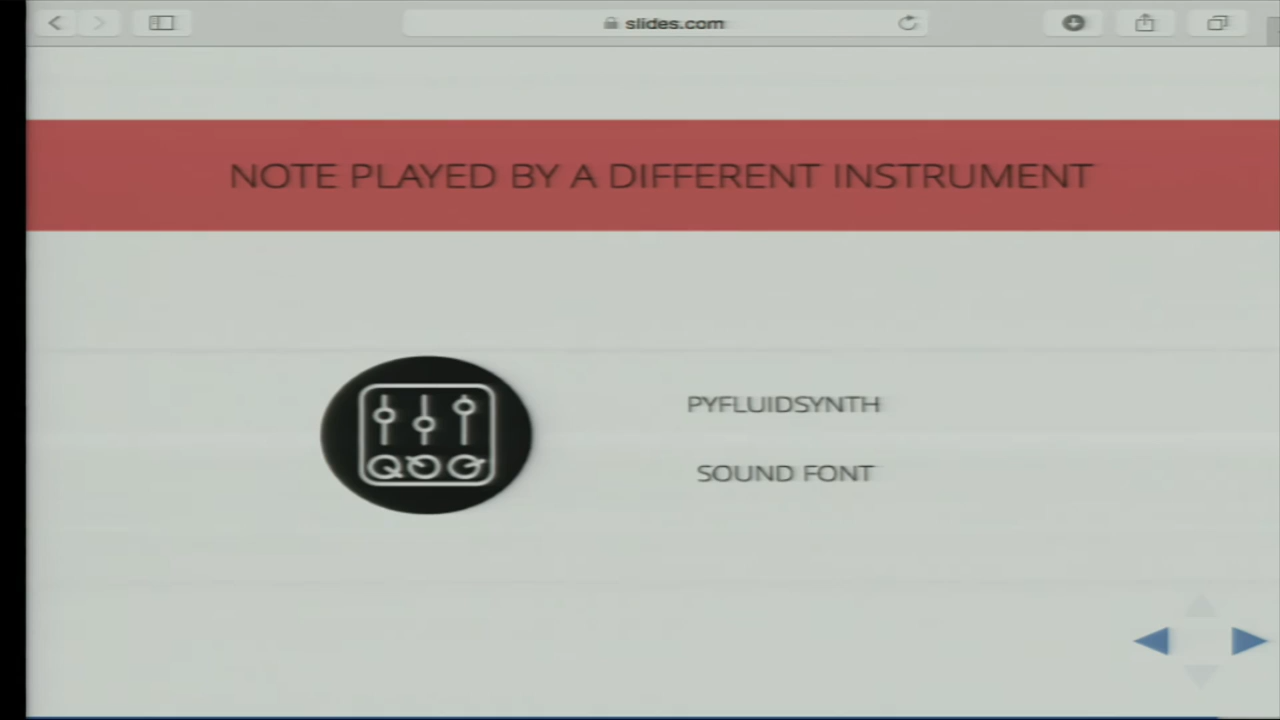 slides.com
NOTE PLAYED BY A DIFFERENT INSTRUMENT
PYFLUIDSYNTH
SOUND FONT